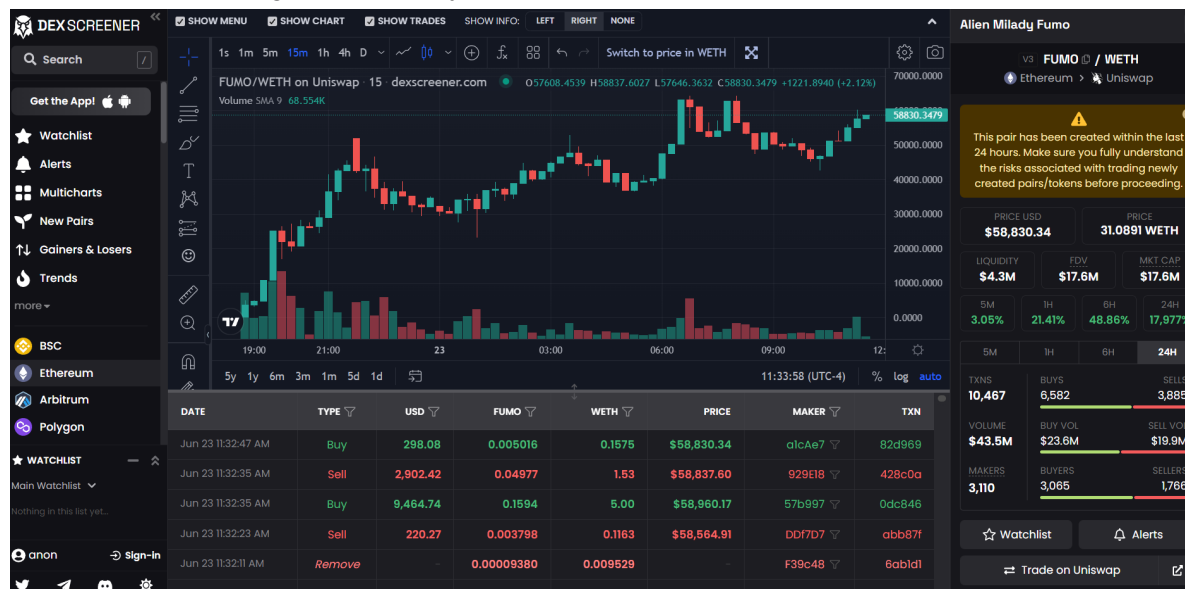 DEXSCREENER
Search /
Get the App!
Watchlist
Alerts
Multicharts
New Pairs
Gainers & Losers
Trends
more
BSC
Ethereum
Arbitrum
Polygon
WATCHLIST
Main Watchlist
Nothing in this list yet...
anon Sign-in
SHOW MENU SHOW CHART SHOW TRADES SHOW INFO: LEFT RIGHT NONE
1s 1m 5m 15m 1h 4h D Switch to price in WETH
FUMO/WETH on Uniswap · 15 · dexscreener.com O57608.4539 H58837.6027 L57646.3632 C58830.3479 +1221.8940 (+2.12%)
Volume SMA 9 68.554K
70000.0000
58830.3479
50000.0000
40000.0000
30000.0000
20000.0000
10000.0000
0.0000
19:00 21:00 23 03:00 06:00 09:00 12:
5y 1y 6m 3m 1m 5d 1d 11:33:58 (UTC-4) % log auto
DATE TYPE USD FUMO WETH PRICE MAKER TXN
Jun 23 11:32:47 AM Buy 298.08 0.005016 0.1575 $58,830.34 a1cAe7 82d969
Jun 23 11:32:35 AM Sell 2,902.42 0.04977 1.53 $58,837.60 929E18 428c0a
Jun 23 11:32:35 AM Buy 9,464.74 0.1594 5.00 $58,960.17 57b997 0dc846
Jun 23 11:32:23 AM Sell 220.27 0.003798 0.1163 $58,564.91 DDf7D7 abb87f
Jun 23 11:32:11 AM Remove - 0.00009380 0.009529 - F39c48 6ab1d1
Alien Milady Fumo
V3 FUMO / WETH
Ethereum > Uniswap
This pair has been created within the last
24 hours. Make sure you fully understand
the risks associated with trading newly
created pairs/tokens before proceeding.
PRICE USD PRICE
$58,830.34 31.0891 WETH
LIQUIDITY FDV MKT CAP
$4.3M $17.6M $17.6M
5M 1H 6H 24H
3.05% 21.41% 48.86% 17,977%
5M 1H 6H 24H
TXNS BUYS SELLS
10,467 6,582 3,885
VOLUME BUY VOL SELL VOL
$43.5M $23.6M $19.9M
MAKERS BUYERS SELLERS
3,110 3,065 1,766
Watchlist Alerts
Trade on Uniswap